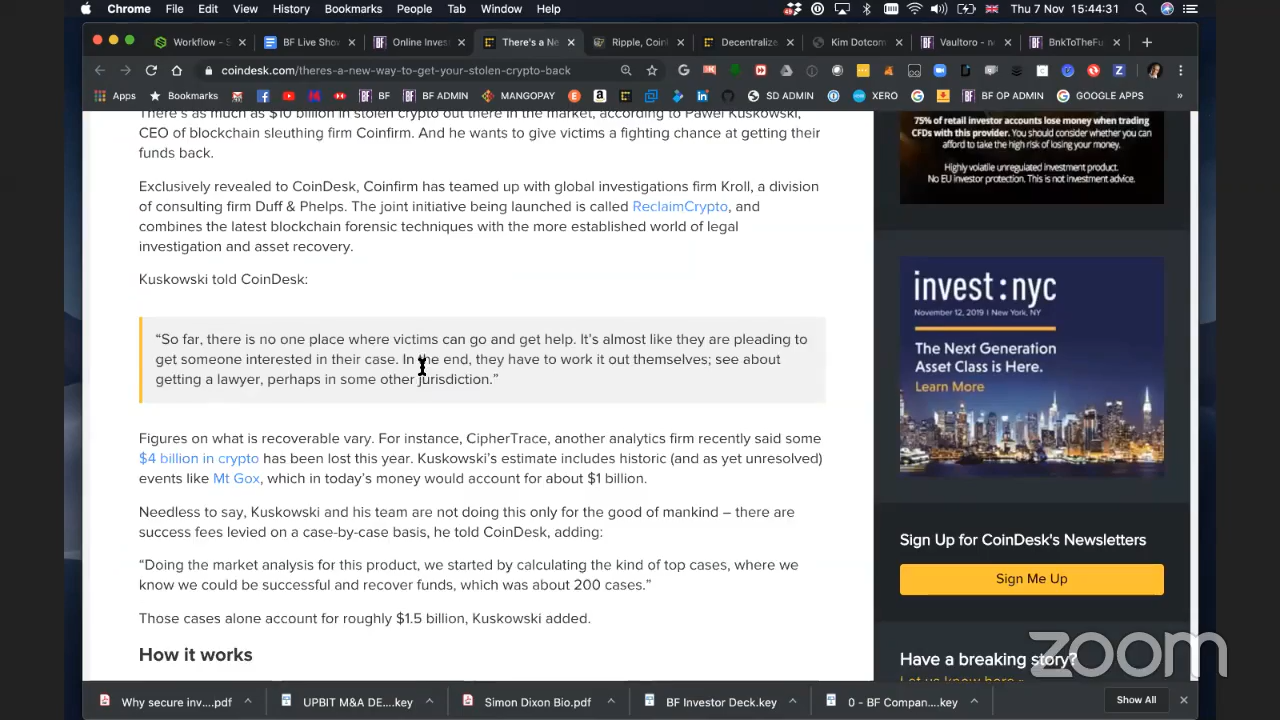 Chrome File Edit View History Bookmarks People Tab Window Help Thu 7 Nov 15:44:31
Workflow - S BF Live Show Online Inves There's a Ne Ripple, Coin Decentralize Kim Dotcom Vaultoro - n BnkToTheFu
coindesk.com/theres-a-new-way-to-get-your-stolen-crypto-back
Apps Bookmarks BF BF ADMIN MANGOPAY SD ADMIN XERO BF OP ADMIN GOOGLE APPS »
There's as much as $10 billion in stolen crypto out there in the market, according to Pawel Kuskowski,
CEO of blockchain sleuthing firm Coinfirm. And he wants to give victims a fighting chance at getting their
funds back.
Exclusively revealed to CoinDesk, Coinfirm has teamed up with global investigations firm Kroll, a division
of consulting firm Duff & Phelps. The joint initiative being launched is called ReclaimCrypto, and
combines the latest blockchain forensic techniques with the more established world of legal
investigation and asset recovery.
Kuskowski told CoinDesk:
“So far, there is no one place where victims can go and get help. It’s almost like they are pleading to
get someone interested in their case. In the end, they have to work it out themselves; see about
getting a lawyer, perhaps in some other jurisdiction.”
Figures on what is recoverable vary. For instance, CipherTrace, another analytics firm recently said some
$4 billion in crypto has been lost this year. Kuskowski’s estimate includes historic (and as yet unresolved)
events like Mt Gox, which in today’s money would account for about $1 billion.
Needless to say, Kuskowski and his team are not doing this only for the good of mankind – there are
success fees levied on a case-by-case basis, he told CoinDesk, adding:
“Doing the market analysis for this product, we started by calculating the kind of top cases, where we
know we could be successful and recover funds, which was about 200 cases.”
Those cases alone account for roughly $1.5 billion, Kuskowski added.
How it works
75% of retail investor accounts lose money when trading
CFDs with this provider. You should consider whether you can
afford to take the high risk of losing your money.
Highly volatile unregulated investment product.
No EU investor protection. This is not investment advice.
invest:nyc
November 12, 2019 | New York, NY
The Next Generation
Asset Class is Here.
Learn More
Sign Up for CoinDesk's Newsletters
Sign Me Up
Have a breaking story?
Let us know here »
zoom
Why secure inv....pdf UPBIT M&A DE....key Simon Dixon Bio.pdf BF Investor Deck.key 0 - BF Compan....key Show All